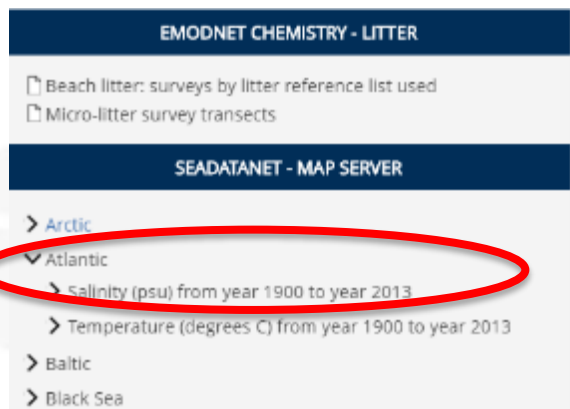 EMODNET CHEMISTRY - LITTER
Beach litter: surveys by litter reference list used
Micro-litter survey transects
SEADATANET - MAP SERVER
Arctic
Atlantic
Salinity (psu) from year 1900 to year 2013
Temperature (degrees C) from year 1900 to year 2013
Baltic
Black Sea